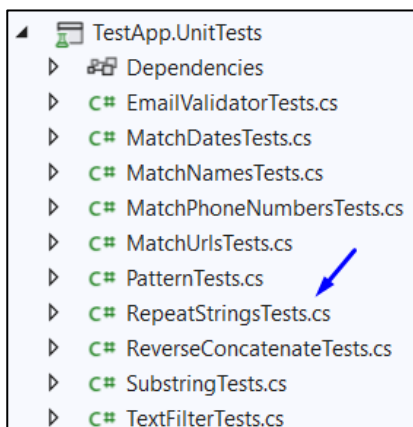 TestApp.UnitTests
Dependencies
C# EmailValidatorTests.cs
C# MatchDatesTests.cs
C# MatchNamesTests.cs
C# MatchPhoneNumbersTests.cs
C# MatchUrlsTests.cs
C# PatternTests.cs
C# RepeatStringsTests.cs
C# ReverseConcatenateTests.cs
C# SubstringTests.cs
C# TextFilterTests.cs